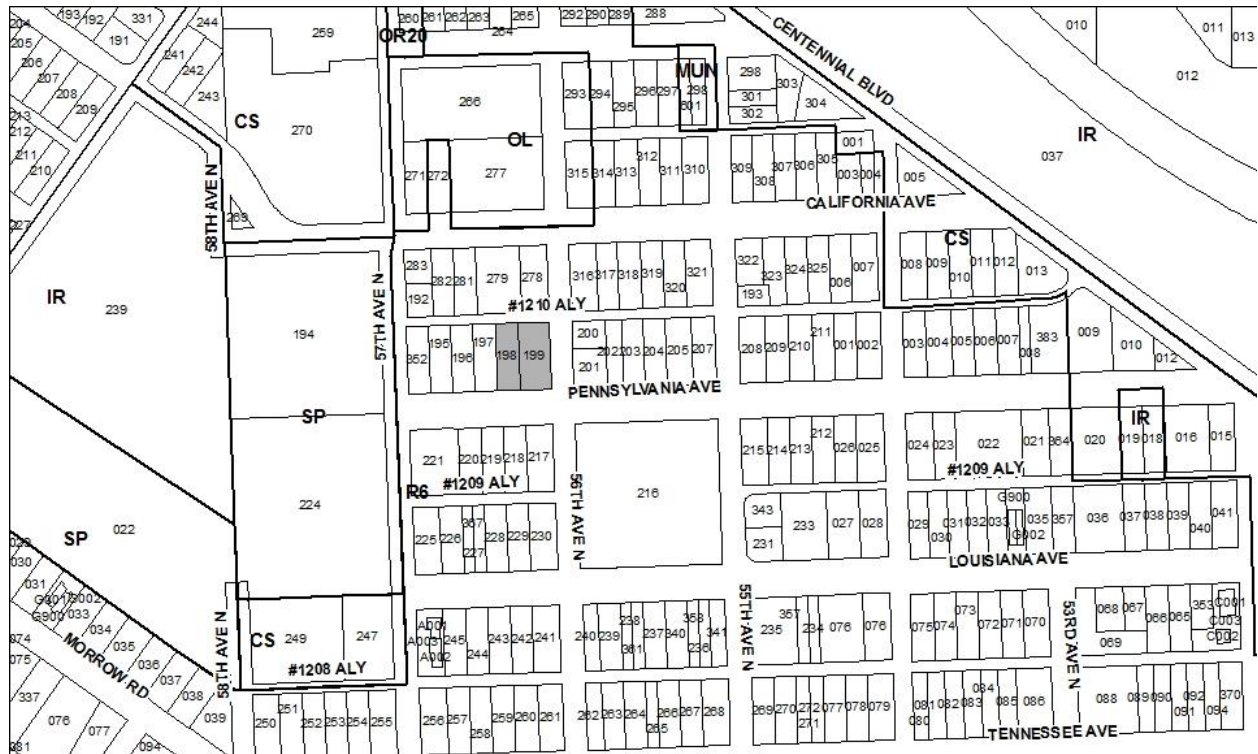 204 193 192 331 244 259 260 261 262 263 265 292 290 289 288 010 011 013
205 191 241 OR20 264 CENTENNIAL BLVD
206 242 MUN 012
207 243 298 303
208 266 293 294 295 296 297 298 301 304
209 CS 601 302 IR
213 270 OL
212 001 037
211 271 272 277 315 314 313 312 311 310 309 308 307 306 305 003 004 005
210 CALIFORNIA AVE
269
58TH AVE N CS
283 282 281 279 278 316 317 318 319 320 321 322 323 324 325 006 007 008 009 010 011 012 013
IR 57TH AVE N 192 193
239 #1210 ALY
194 352 195 196 197 198 199 200 202 203 204 205 207 208 209 210 211 001 002 003 004 005 006 007 008 383 009 010 012
201
PENNSYLVANIA AVE
SP IR
221 220 219 218 217 215 214 213 212 026 025 024 023 022 021 364 020 019 018 016 015
R6 #1209 ALY 56TH AVE N 216 #1209 ALY
224 343 G900
SP 022 225 226 367 227 228 229 230 231 233 027 028 029 030 031 032 033 G002 035 357 036 037 038 039 040 041
LOUISIANA AVE
030
031 G002 58TH AVE N 55TH AVE N 53RD AVE N
G900 033 CS 249 247 A001 A003 A002 245 244 243 242 241 240 239 238 361 237 340 358 236 341 235 357 234 076 076 075 074 073 072 071 070 068 067 069 066 065 353 C001 C003 C002
074 034
075 MORROW RD 035 #1208 ALY
337 036
076 037 038 039 250 251 252 253 254 255 256 257 258 259 260 261 262 263 264 265 266 267 268 269 270 272 271 077 078 079 081 080 082 083 084 085 086 088 089 090 092 091 094 370
077 TENNESSEE AVE
081 094